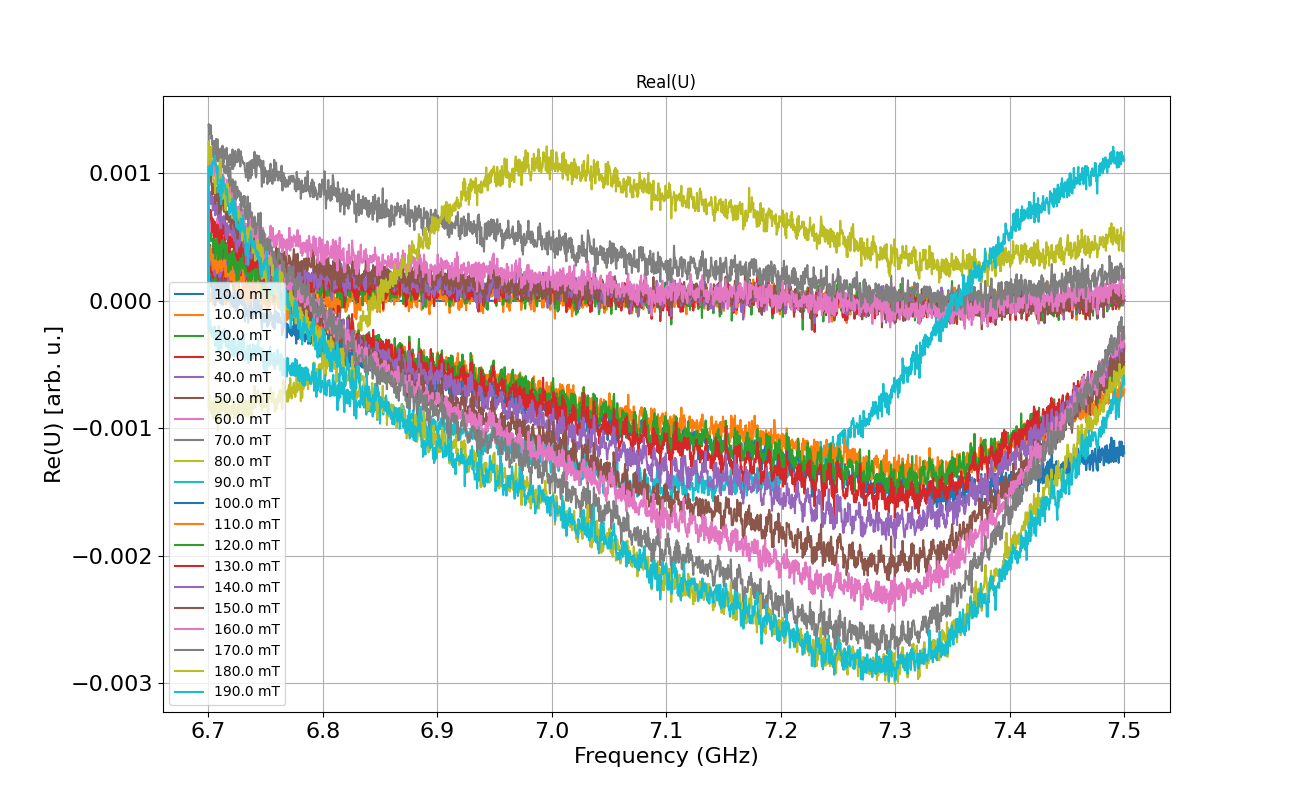 Real(U)
Re(U) [arb. u.]
0.001
0.000
−0.001
−0.002
−0.003
10.0 mT
10.0 mT
20.0 mT
30.0 mT
40.0 mT
50.0 mT
60.0 mT
70.0 mT
80.0 mT
90.0 mT
100.0 mT
110.0 mT
120.0 mT
130.0 mT
140.0 mT
150.0 mT
160.0 mT
170.0 mT
180.0 mT
190.0 mT
6.7 6.8 6.9 7.0 7.1 7.2 7.3 7.4 7.5
Frequency (GHz)